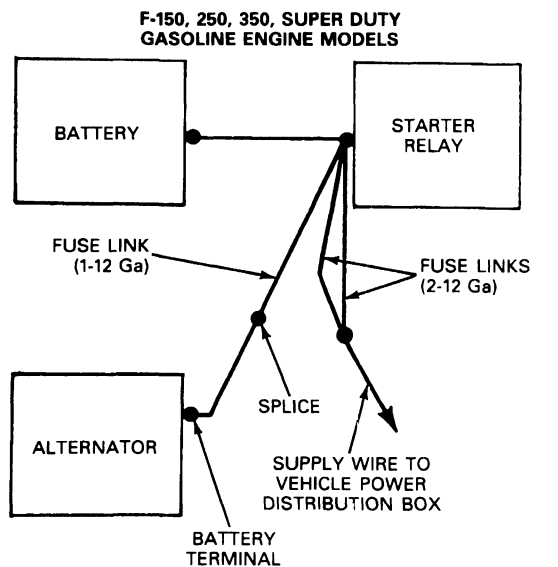 F-150, 250, 350, SUPER DUTY
GASOLINE ENGINE MODELS
BATTERY
STARTER
RELAY
FUSE LINK
(1-12 Ga)
FUSE LINKS
(2-12 Ga)
SPLICE
ALTERNATOR
SUPPLY WIRE TO
VEHICLE POWER
DISTRIBUTION BOX
BATTERY
TERMINAL